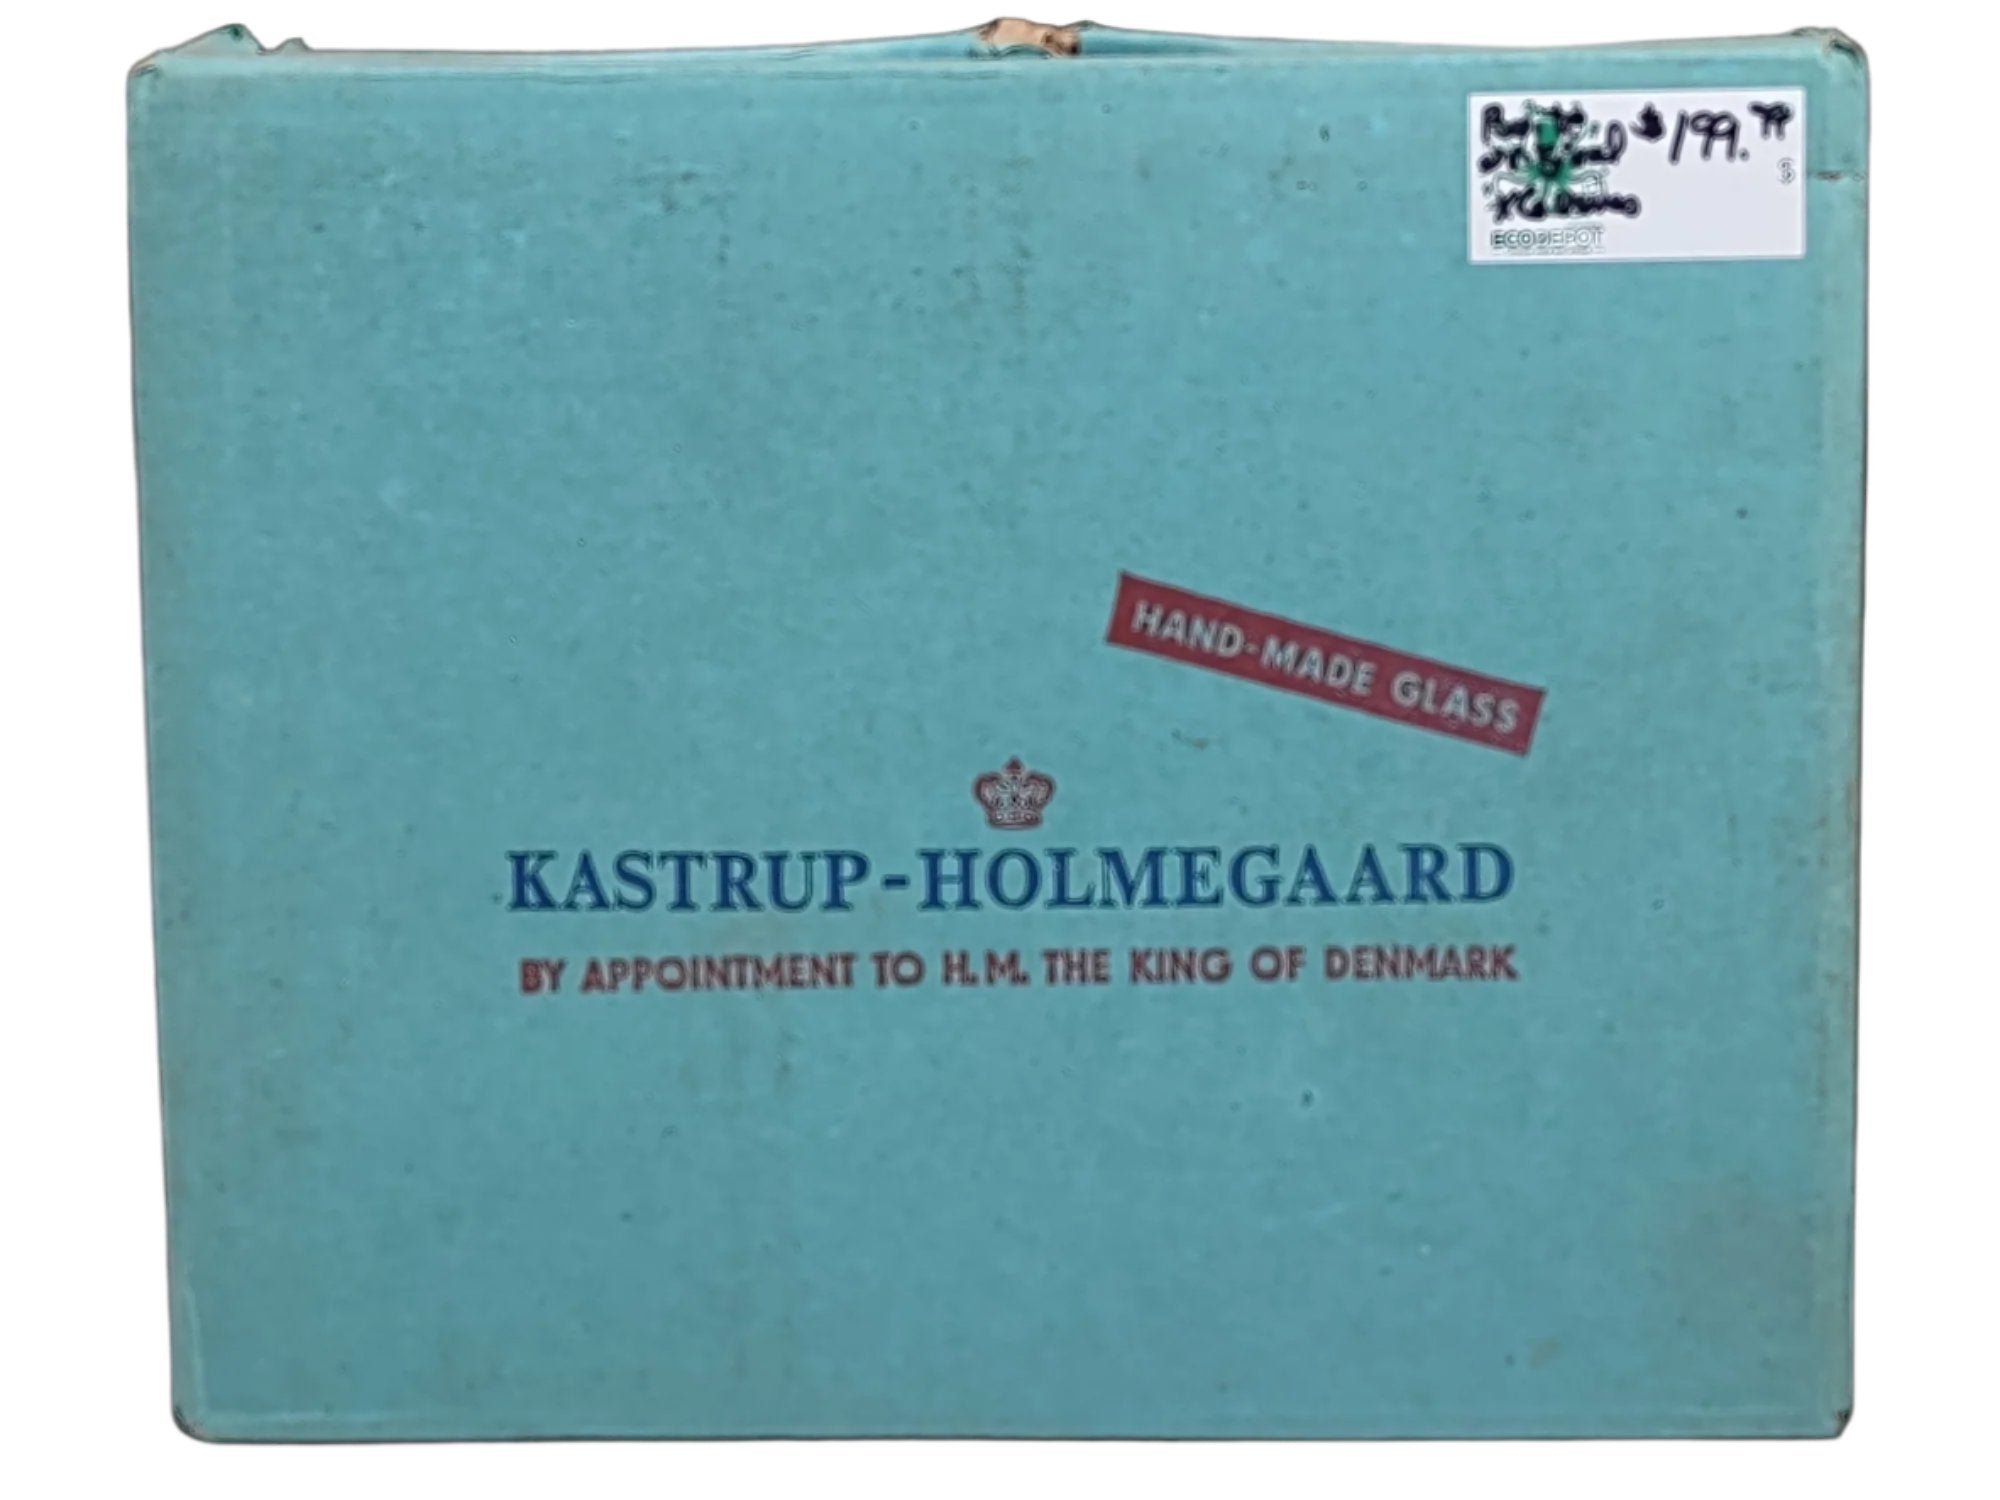 $199.99
ECODEPOT
HAND-MADE GLASS
KASTRUP-HOLMEGAARD
BY APPOINTMENT TO H.M. THE KING OF DENMARK